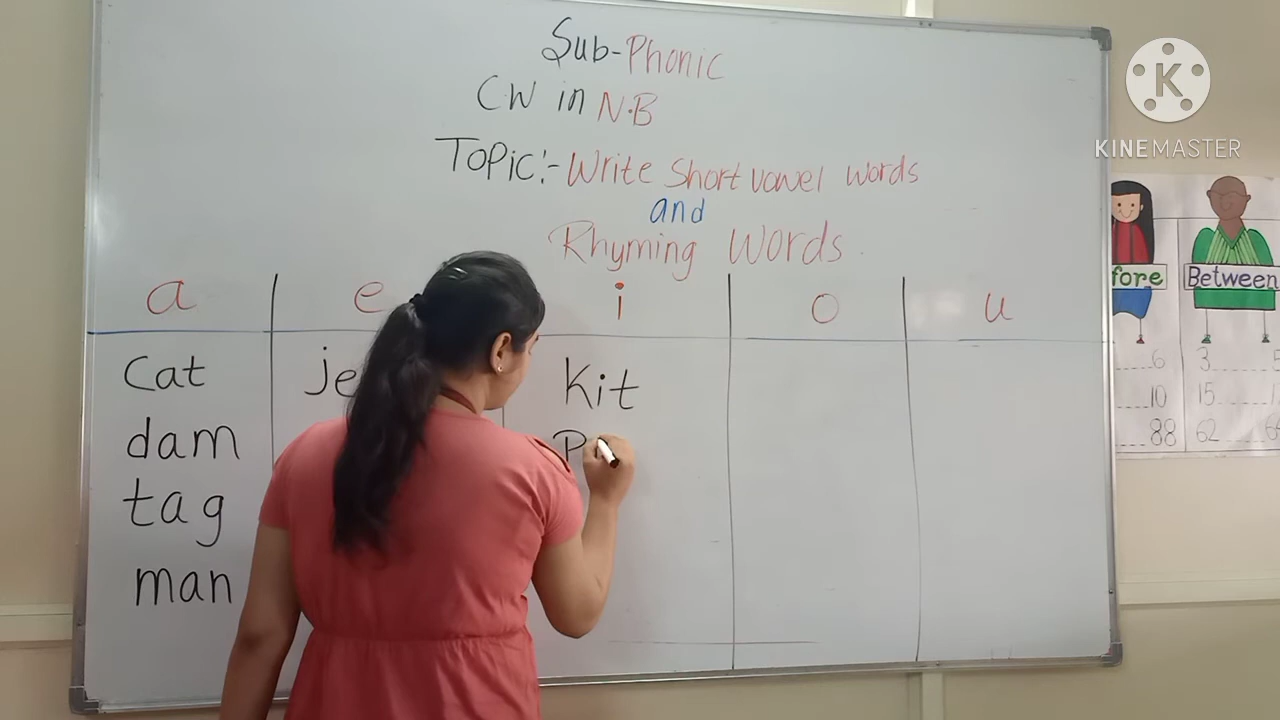 Sub-Phonic
CW in N.B
Topic:-Write Short vowel words
and
Rhyming Words.
a e i o u
Cat je Kit
dam P
tag
man
K
KINEMASTER
fore Between
6 3 5
10 15
88 62